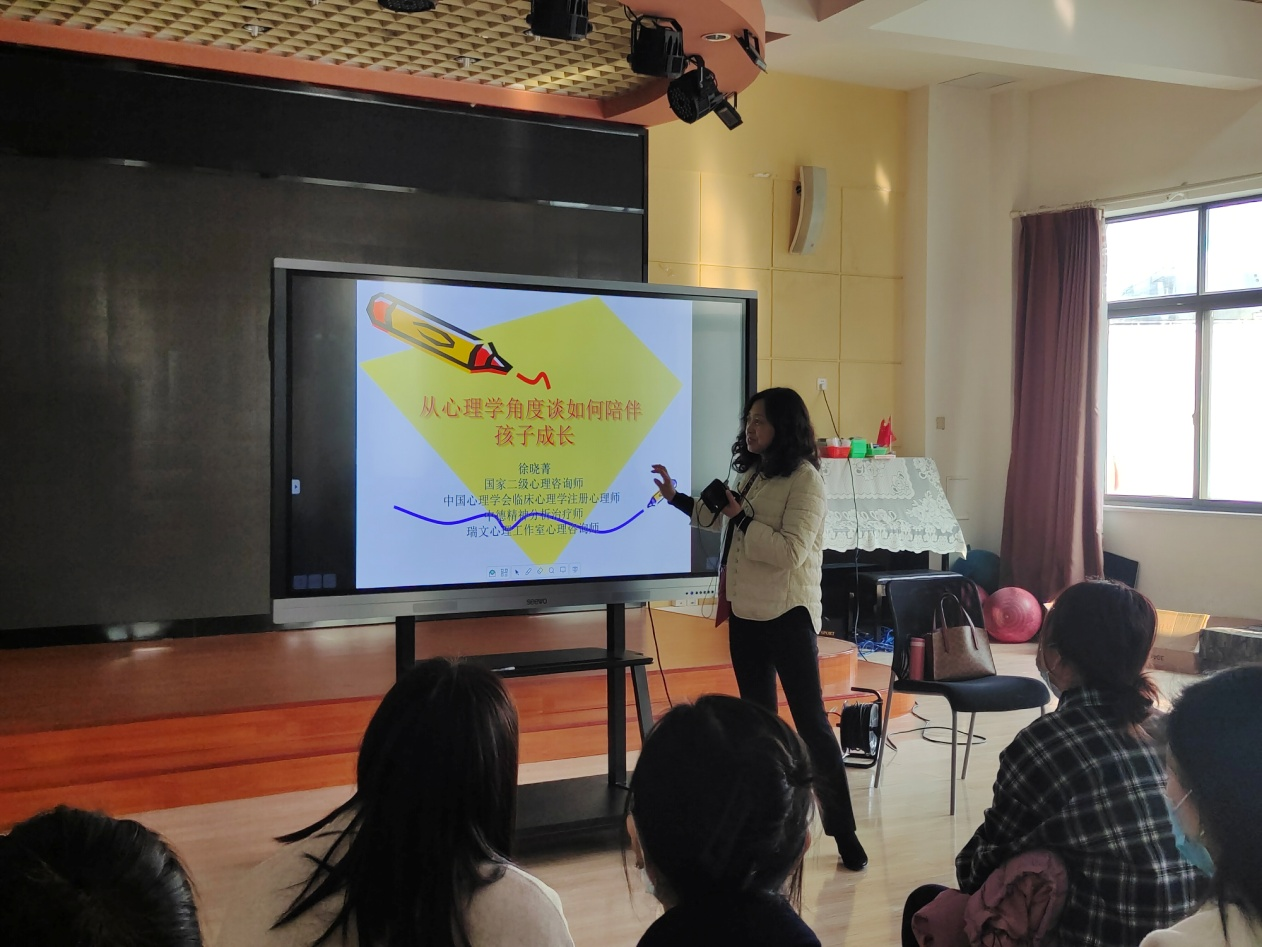 从心理学角度谈如何陪伴
孩子成长
徐晓菁
国家二级心理咨询师
中国心理学会临床心理学注册心理师
中德精神分析治疗师
瑞文心理工作室心理咨询师
seewo